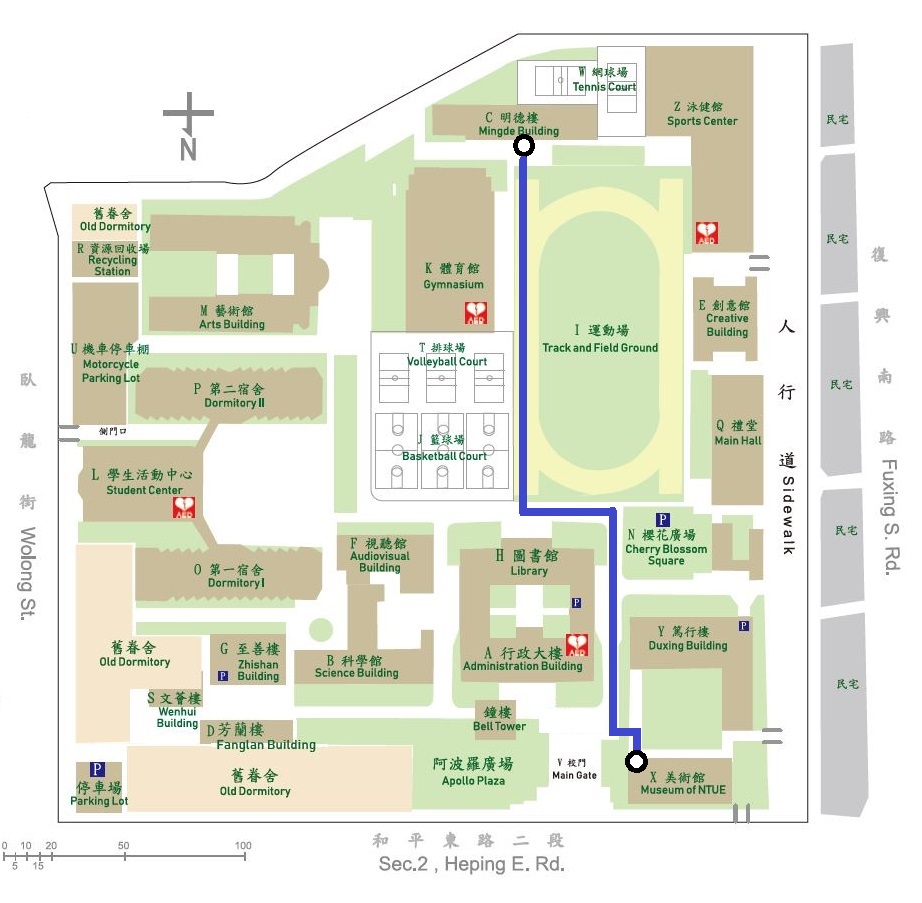 W 網球場
Tennis Court
Z 泳健館
Sports Center
C 明德樓
Mingde Building
民宅
N
舊眷舍
Old Dormitory
R 資源回收場
Recycling
Station
M 藝術館
Arts Building
K 體育館
Gymnasium
AED
AED
民宅
復興南路
Fuxing S. Rd.
E 創意館
Creative
Building
人行道 Sidewalk
I 運動場
Track and Field Ground
U 機車停車棚
Motorcycle
Parking Lot
T 排球場
Volleyball Court
P 第二宿舍
Dormitory II
民宅
臥龍街
Wolong St.
側門口
J 籃球場
Basketball Court
Q 禮堂
Main Hall
L 學生活動中心
Student Center
AED
P
N 櫻花廣場
Cherry Blossom
Square
民宅
F 視聽館
Audiovisual
Building
H 圖書館
Library
O 第一宿舍
Dormitory I
P
A 行政大樓
Administration Building
AED
Y 篤行樓
Duxing Building
P
舊眷舍
Old Dormitory
G 至善樓
Zhishan
Building
P
B 科學館
Science Building
民宅
S 文薈樓
Wenhui
Building
鐘樓
Bell Tower
D 芳蘭樓
Fanglan Building
P
停車場
Parking Lot
舊眷舍
Old Dormitory
阿波羅廣場
Apollo Plaza
V 校門
Main Gate
X 美術館
Museum of NTUE
0 10 20 50 100
5 15
和平東路二段
Sec.2 , Heping E. Rd.